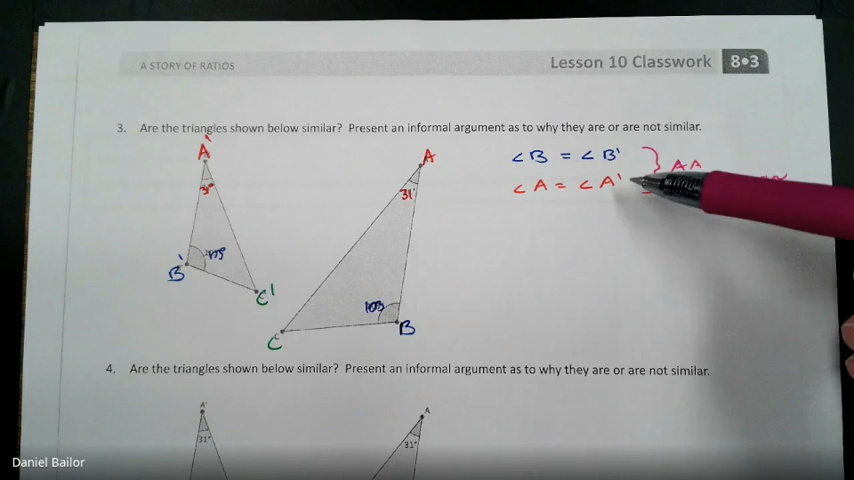 A STORY OF RATIOS
Lesson 10 Classwork 8•3
3. Are the triangles shown below similar? Present an informal argument as to why they are or are not similar.
A' A
∠B = ∠B'
∠A = ∠A' } AA
31°
B'
103
C'
C B
4. Are the triangles shown below similar? Present an informal argument as to why they are or are not similar.
A' A
31° 31°
Daniel Bailor